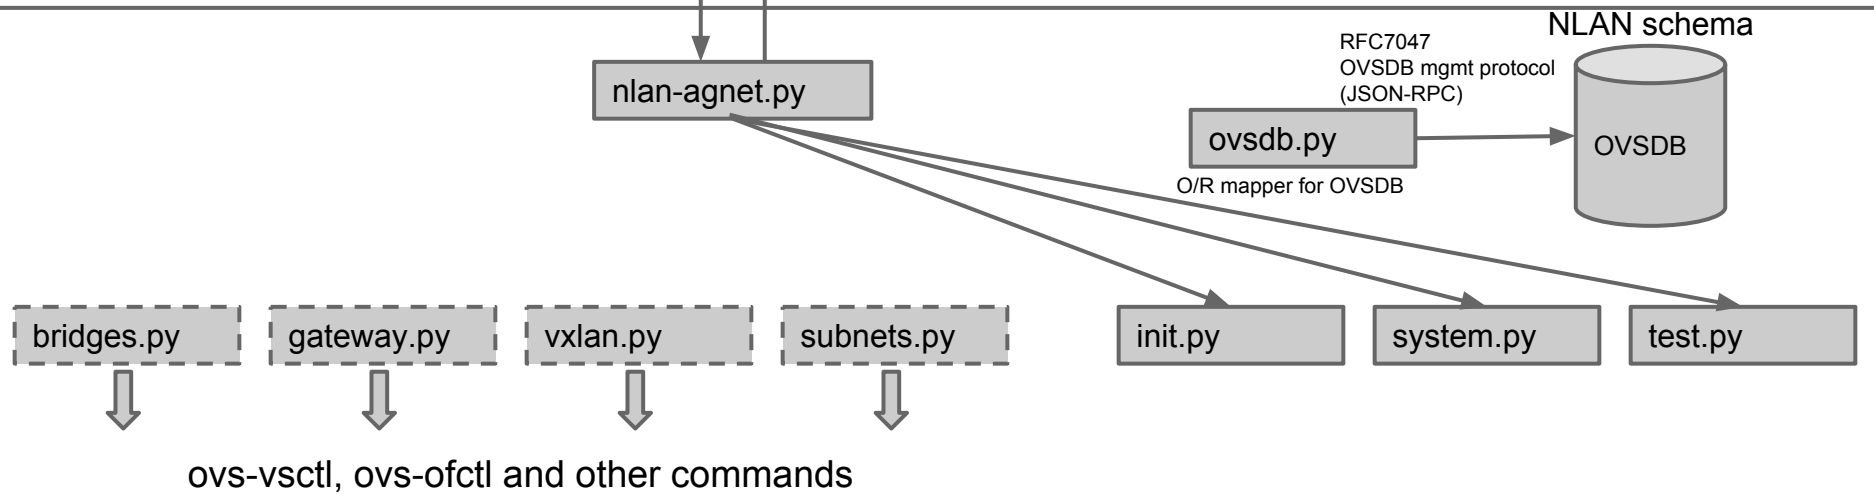 NLAN schema
RFC7047
OVSDB mgmt protocol
(JSON-RPC)
nlan-agnet.py
ovsdb.py
OVSDB
O/R mapper for OVSDB
bridges.py
gateway.py
vxlan.py
subnets.py
init.py
system.py
test.py
ovs-vsctl, ovs-ofctl and other commands